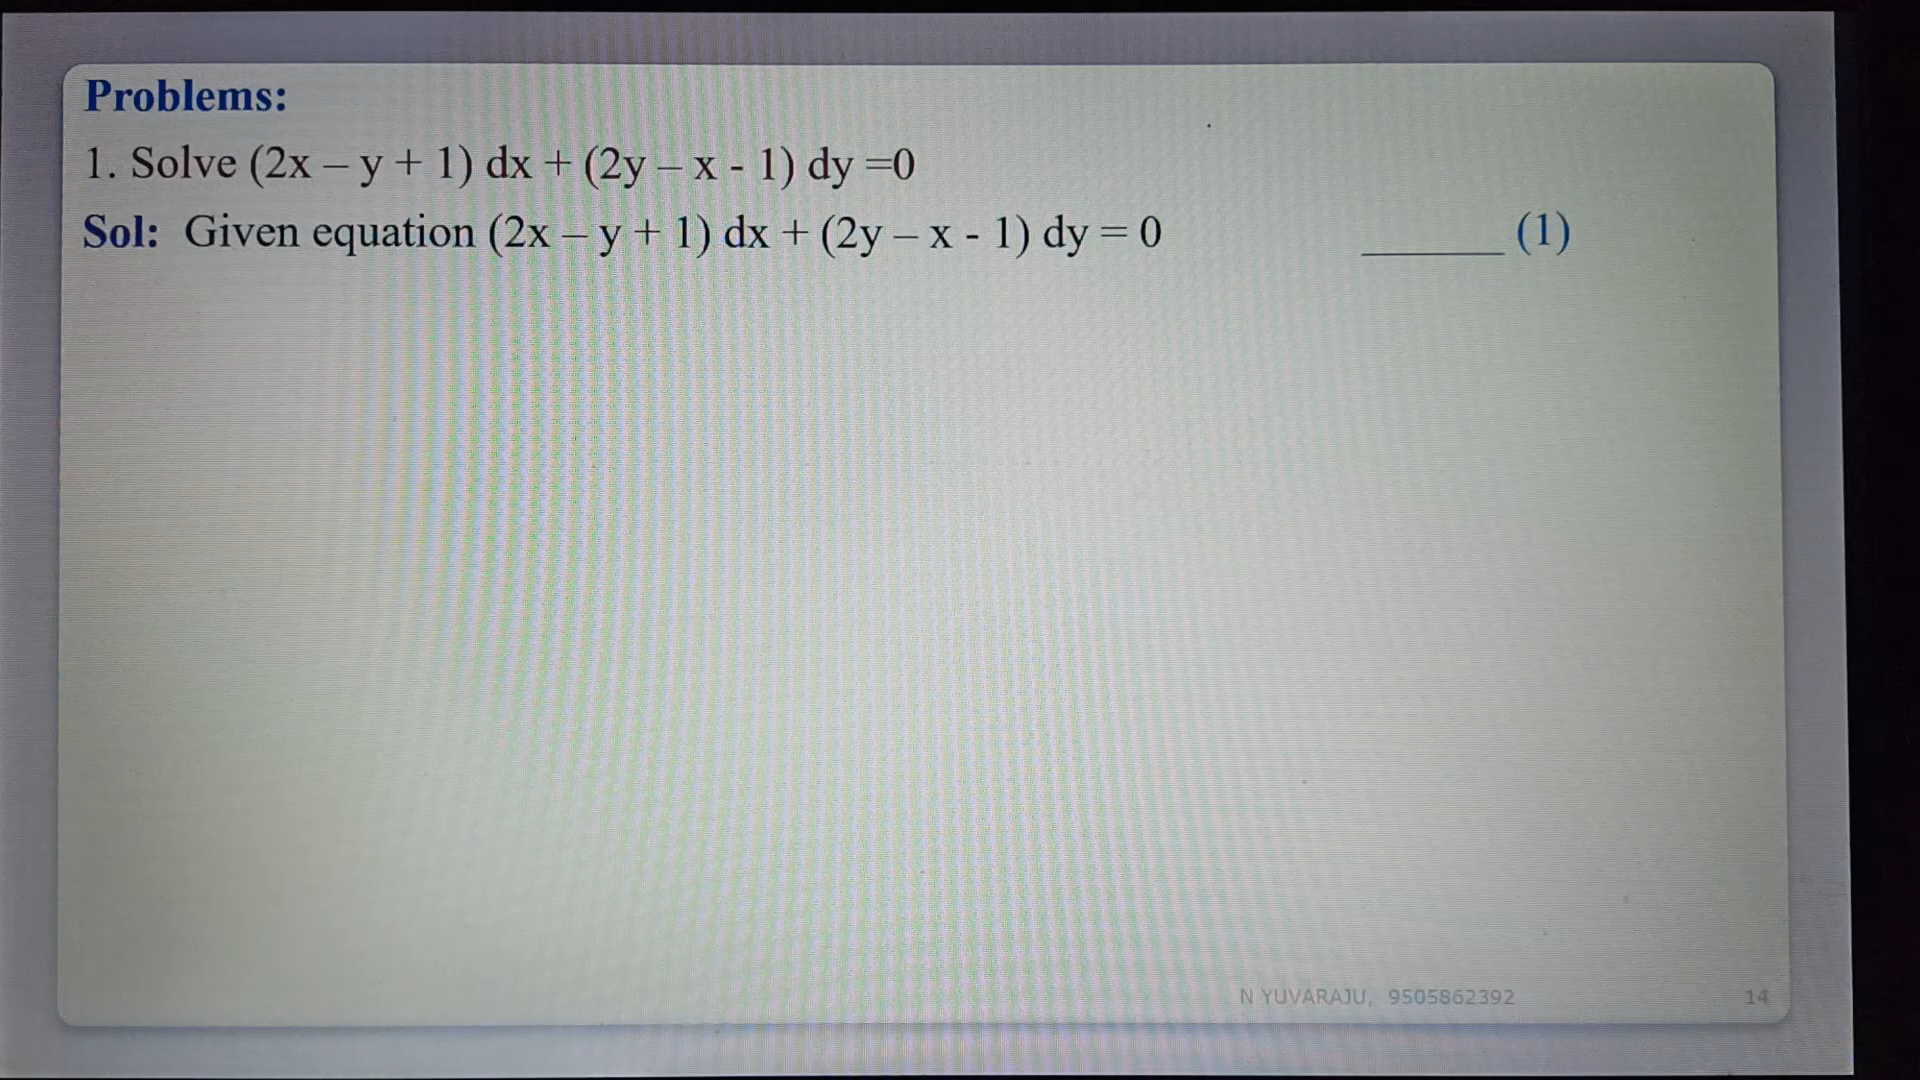 Problems:
1. Solve (2x – y + 1) dx + (2y – x - 1) dy =0
Sol: Given equation (2x – y + 1) dx + (2y – x - 1) dy = 0 ______ (1)
N YUVARAJU, 9505862392 14